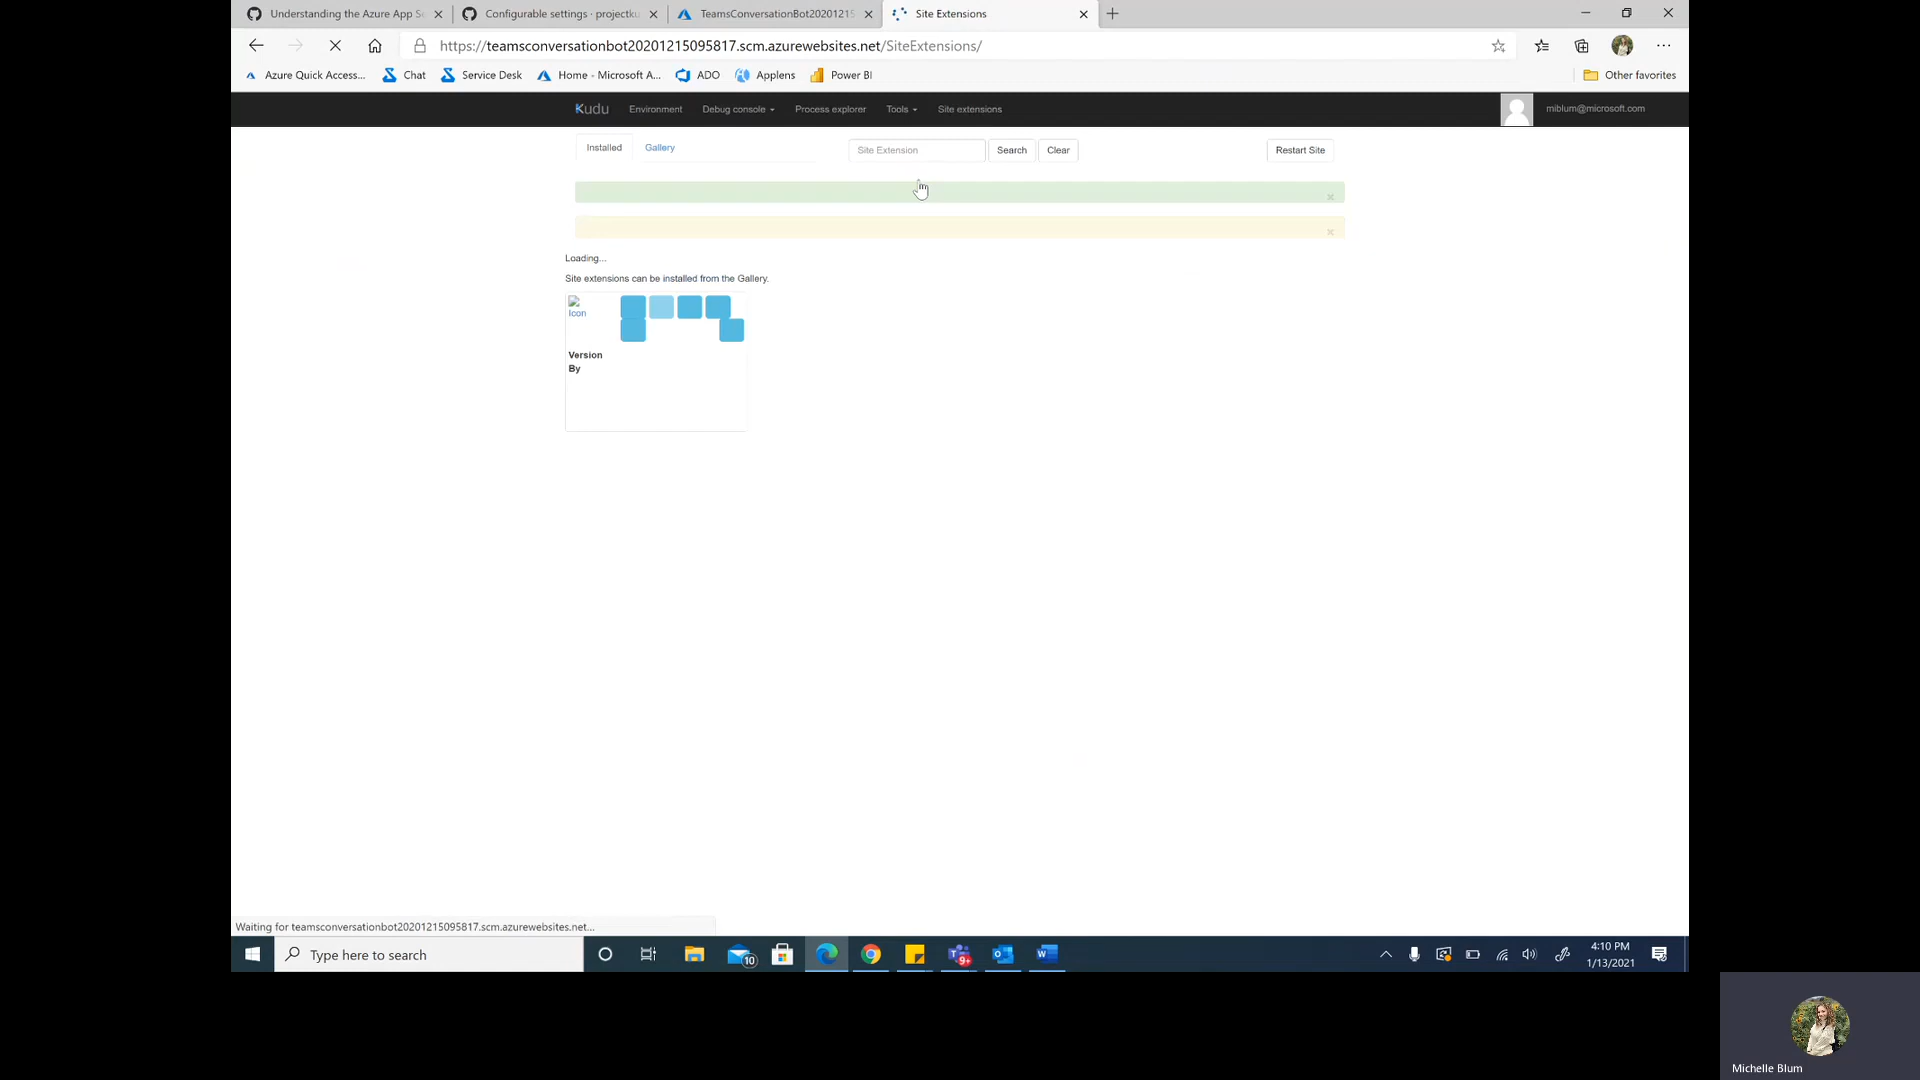 Understanding the Azure App Se
Configurable settings · projectku
TeamsConversationBot20201215
Site Extensions
https://teamsconversationbot20201215095817.scm.azurewebsites.net/SiteExtensions/
Azure Quick Access...
Chat
Service Desk
Home - Microsoft A...
ADO
Applens
Power BI
Other favorites
Kudu
Environment
Debug console
Process explorer
Tools
Site extensions
miblum@microsoft.com
Installed
Gallery
Site Extension
Search
Clear
Restart Site
Loading...
Site extensions can be installed from the Gallery.
Icon
Version
By
Waiting for teamsconversationbot20201215095817.scm.azurewebsites.net...
Type here to search
10
9+
4:10 PM
1/13/2021
Michelle Blum